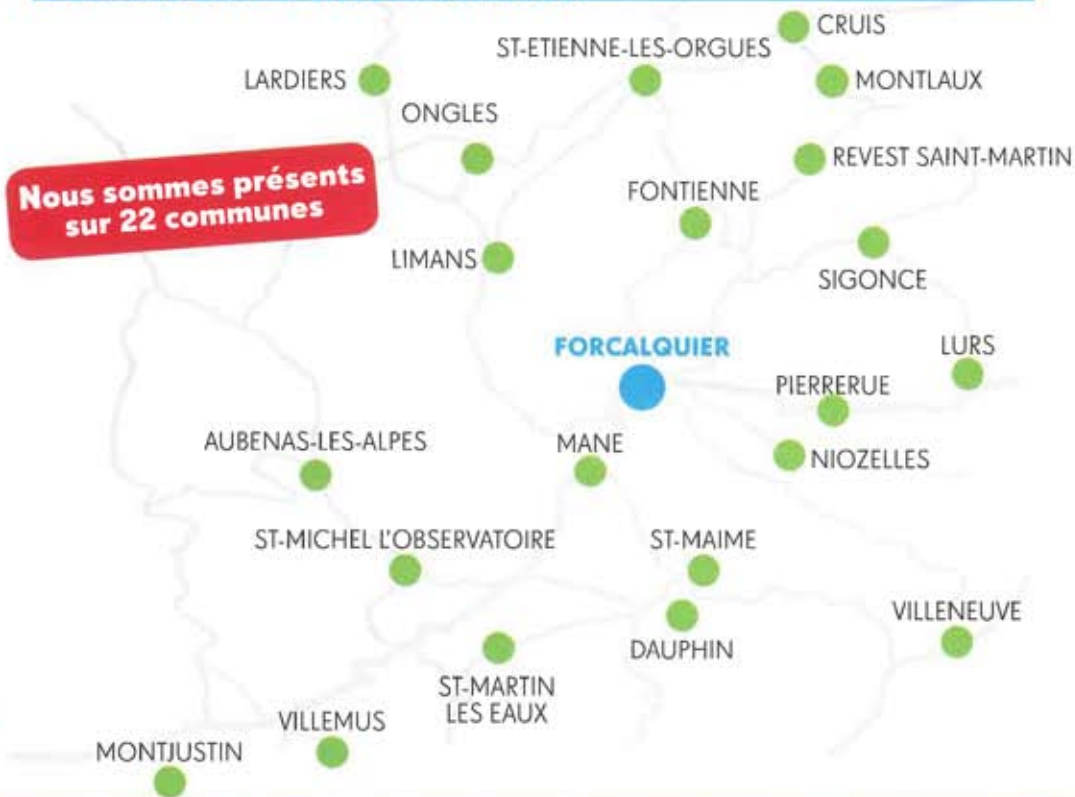 CRUIS
ST-ETIENNE-LES-ORGUES
LARDIERS
MONTLAUX
ONGLES
REVEST SAINT-MARTIN
Nous sommes présents
sur 22 communes
FONTIENNE
LIMANS
SIGONCE
FORCALQUIER
LURS
PIERRERUE
AUBENAS-LES-ALPES
MANE
NIOZELLES
ST-MICHEL L'OBSERVATOIRE
ST-MAIME
VILLENEUVE
DAUPHIN
ST-MARTIN
LES EAUX
VILLEMUS
MONTJUSTIN